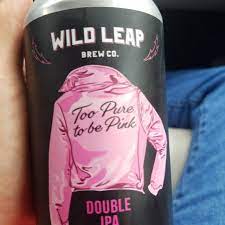 WILD LEAP
BREW CO.
Too Pure
to be Pink
DOUBLE
IPA